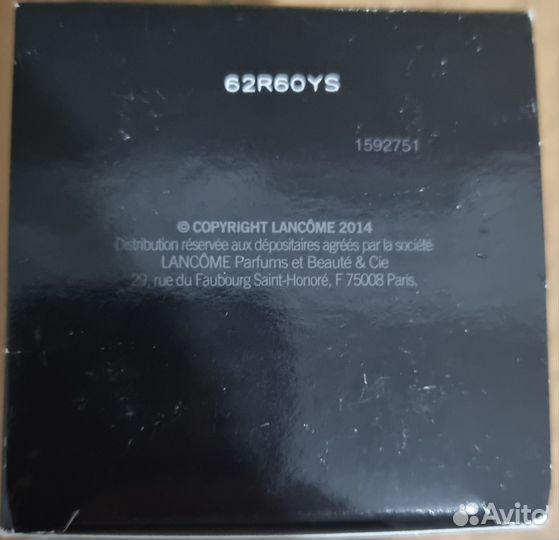 62R60YS
1592751
© COPYRIGHT LANCÔME 2014
Distribution réservée aux dépositaires agréés par la société
LANCÔME Parfums et Beauté & Cie
29, rue du Faubourg Saint-Honoré, F 75008 Paris.
Avito